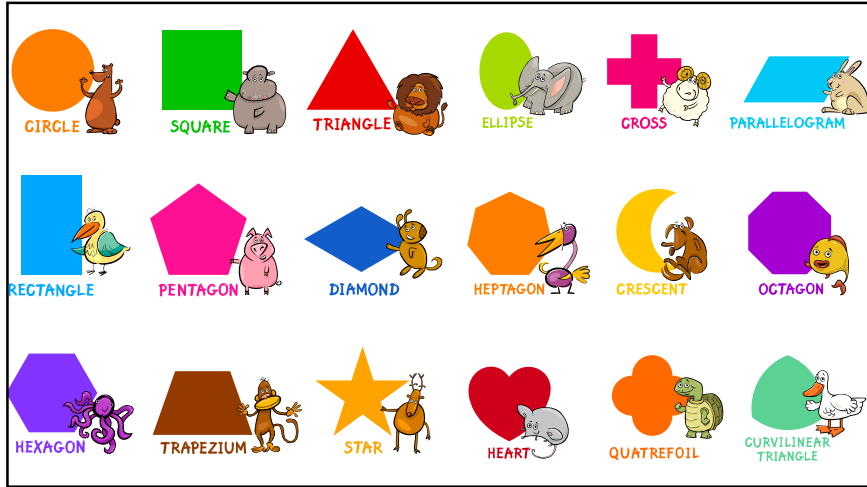 CIRCLE
SQUARE
TRIANGLE
ELLIPSE
CROSS
PARALLELOGRAM
RECTANGLE
PENTAGON
DIAMOND
HEPTAGON
CRESCENT
OCTAGON
HEXAGON
TRAPEZIUM
STAR
HEART
QUATREFOIL
CURVILINEAR
TRIANGLE